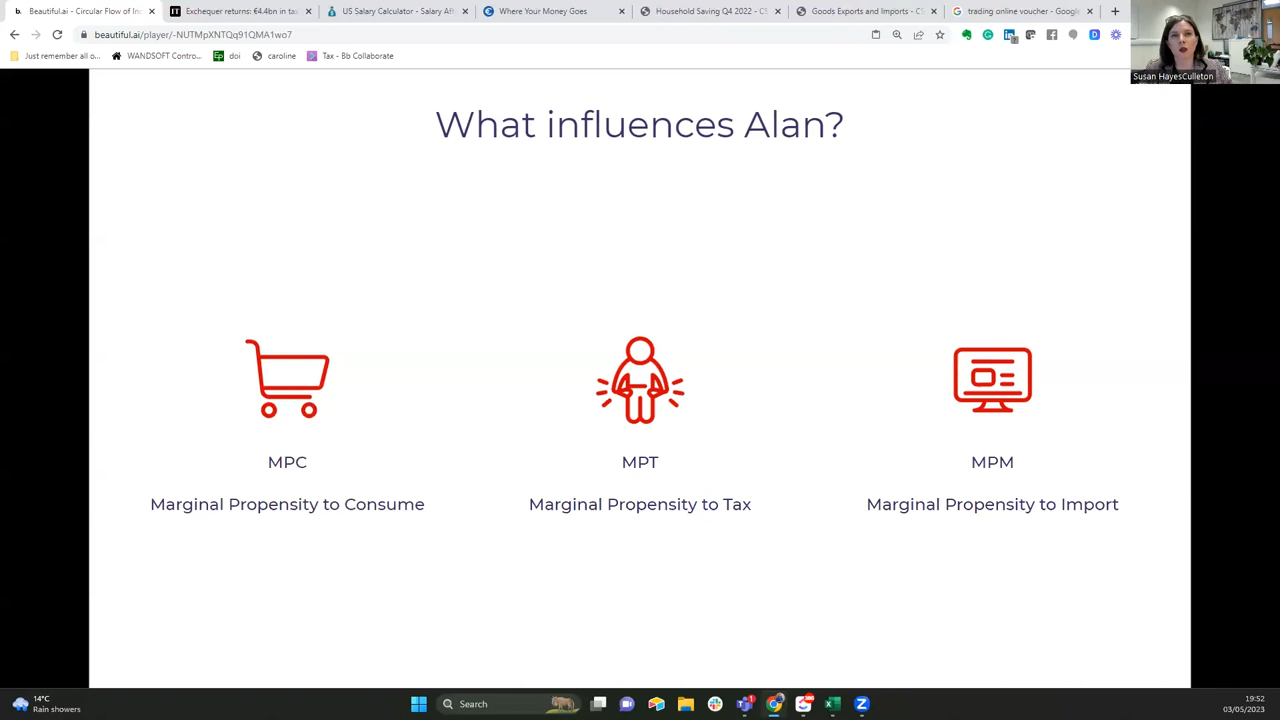 Beautiful.ai - Circular Flow of In
Exchequer returns: €4.4bn in tax
US Salary Calculator - Salary Aft
Where Your Money Goes
Household Saving Q4 2022 - CS
Goods Exports and Imports - CS
trading online voucher - Google
beautiful.ai/player/-NUTMpXNTQq91QMA1wo7
Just remember all o...
WANDSOFT Contro...
doi
caroline
Tax - Bb Collaborate
Susan HayesCulleton
What influences Alan?
MPC
MPT
MPM
Marginal Propensity to Consume
Marginal Propensity to Tax
Marginal Propensity to Import
14°C
Rain showers
Search
19:52
03/05/2023